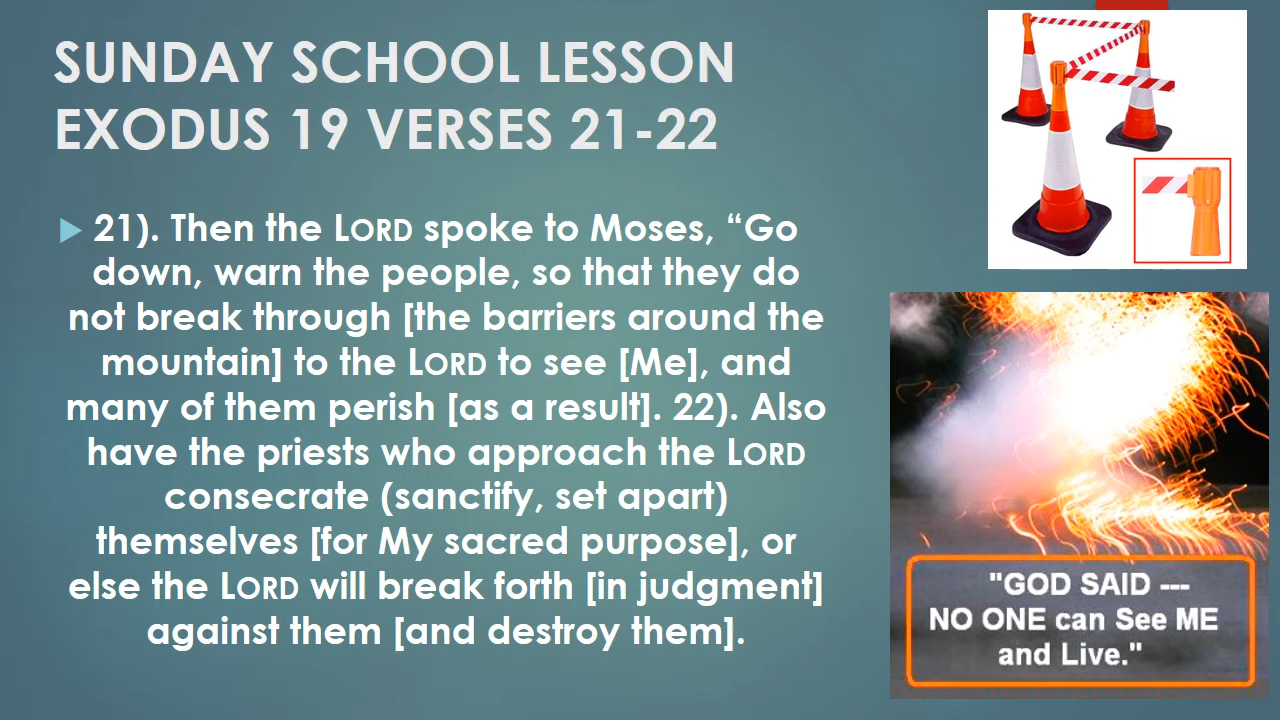 SUNDAY SCHOOL LESSON
EXODUS 19 VERSES 21-22
21). Then the LORD spoke to Moses, “Go
down, warn the people, so that they do
not break through [the barriers around the
mountain] to the LORD to see [Me], and
many of them perish [as a result]. 22). Also
have the priests who approach the LORD
consecrate (sanctify, set apart)
themselves [for My sacred purpose], or
else the LORD will break forth [in judgment]
against them [and destroy them].
"GOD SAID ---
NO ONE can See ME
and Live."